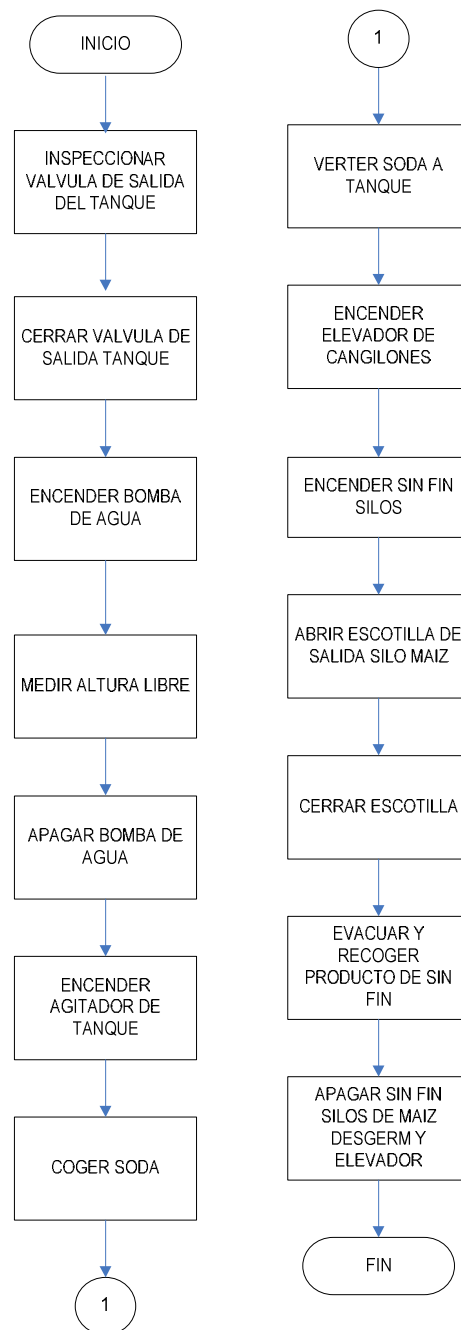 INICIO
INSPECCIONAR
VALVULA DE SALIDA
DEL TANQUE
CERRAR VALVULA DE
SALIDA TANQUE
ENCENDER BOMBA
DE AGUA
MEDIR ALTURA LIBRE
APAGAR BOMBA DE
AGUA
ENCENDER
AGITADOR DE
TANQUE
COGER SODA
1
1
VERTER SODA A
TANQUE
ENCENDER
ELEVADOR DE
CANGILONES
ENCENDER SIN FIN
SILOS
ABRIR ESCOTILLA DE
SALIDA SILO MAIZ
CERRAR ESCOTILLA
EVACUAR Y
RECOGER
PRODUCTO DE SIN
FIN
APAGAR SIN FIN
SILOS DE MAIZ
DESGERM Y
ELEVADOR
FIN